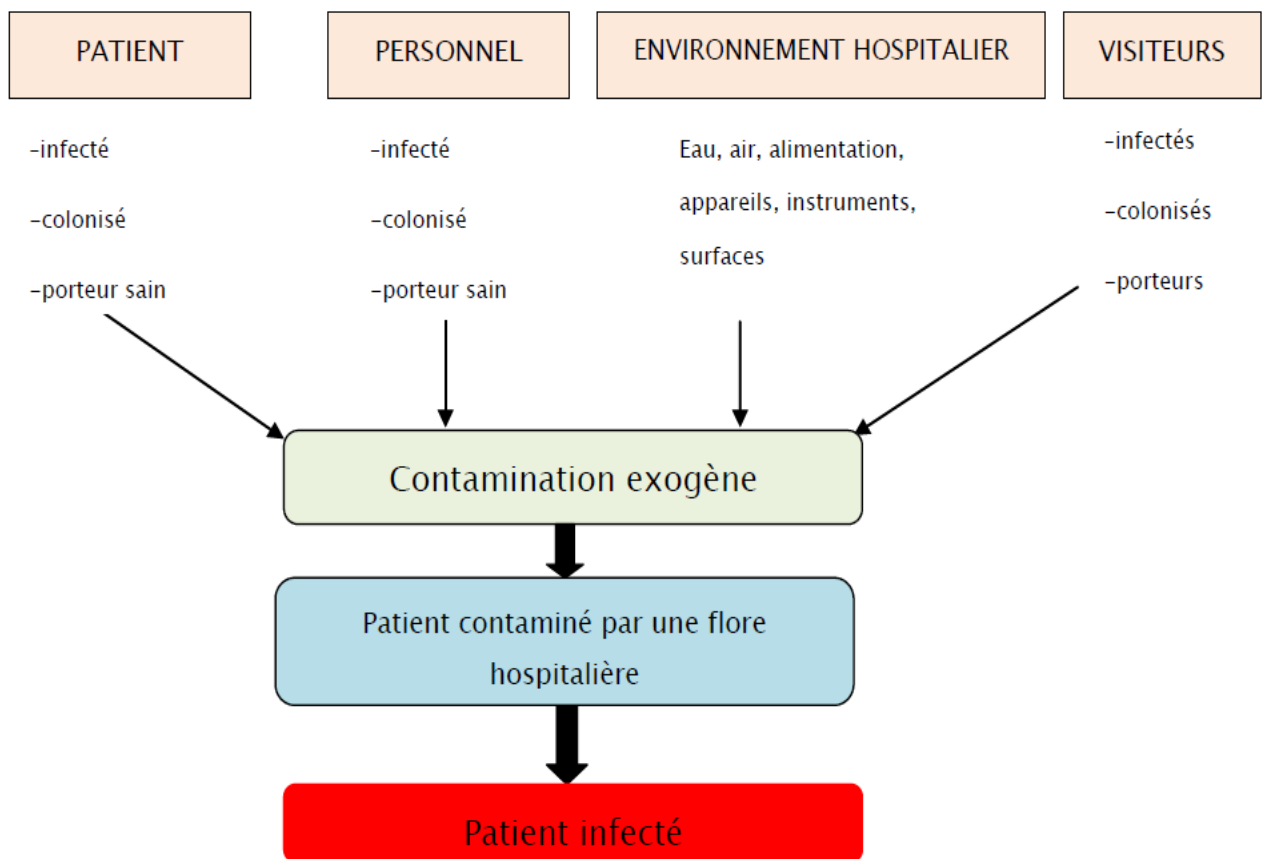 PATIENT
-infecté
-colonisé
-porteur sain
PERSONNEL
-infecté
-colonisé
-porteur sain
ENVIRONNEMENT HOSPITALIER
Eau, air, alimentation,
appareils, instruments,
surfaces
VISITEURS
-infectés
-colonisés
-porteurs
Contamination exogène
Patient contaminé par une flore
hospitalière
Patient infecté